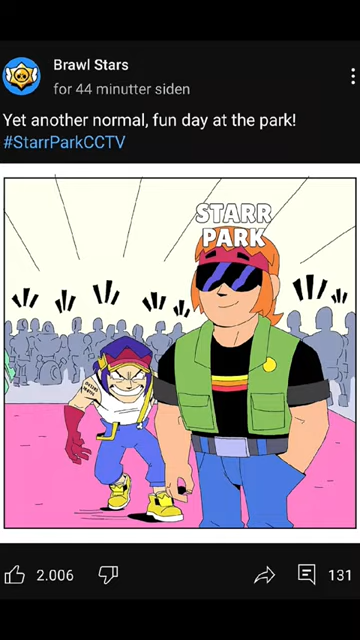 Brawl Stars
for 44 minutter siden
Yet another normal, fun day at the park!
#StarrParkCCTV
STARR
PARK
2.006
131